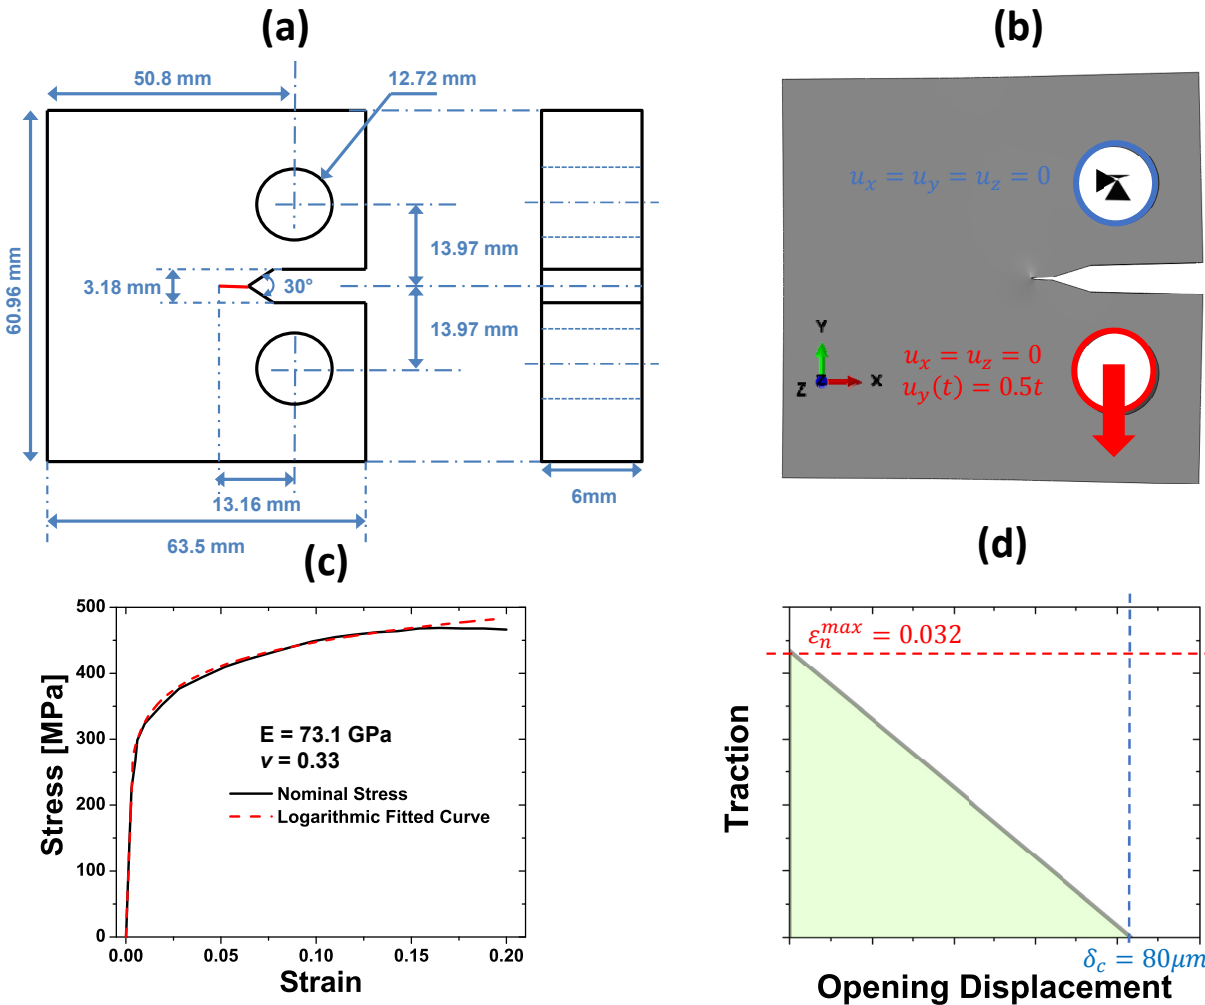 (a)
50.8 mm
12.72 mm
60.96 mm
3.18 mm
30°
13.97 mm
13.97 mm
13.16 mm
63.5 mm
6mm
(b)
u_x = u_y = u_z = 0
Y
Z
X
u_x = u_z = 0
u_y(t) = 0.5t
(c)
500
400
300
200
100
0
Stress [MPa]
E = 73.1 GPa
ν = 0.33
Nominal Stress
Logarithmic Fitted Curve
0.00
0.05
0.10
0.15
0.20
Strain
(d)
ε_n^max = 0.032
Traction
δ_c = 80μm
Opening Displacement